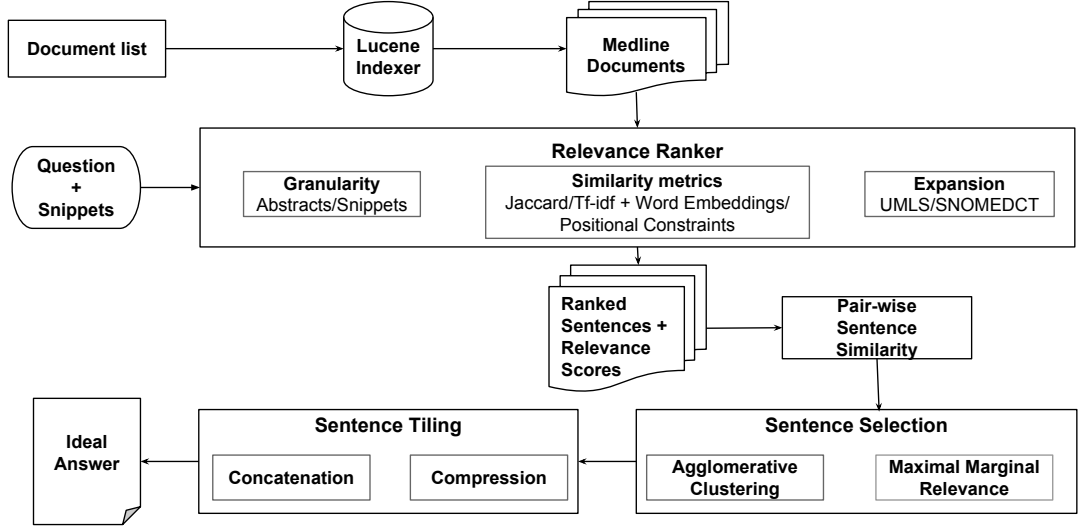 Document list
Lucene
Indexer
Medline
Documents
Question
+
Snippets
Relevance Ranker
Granularity
Abstracts/Snippets
Similarity metrics
Jaccard/Tf-idf + Word Embeddings/
Positional Constraints
Expansion
UMLS/SNOMEDCT
Ranked
Sentences +
Relevance
Scores
Pair-wise
Sentence
Similarity
Ideal
Answer
Sentence Tiling
Concatenation
Compression
Sentence Selection
Agglomerative
Clustering
Maximal Marginal
Relevance